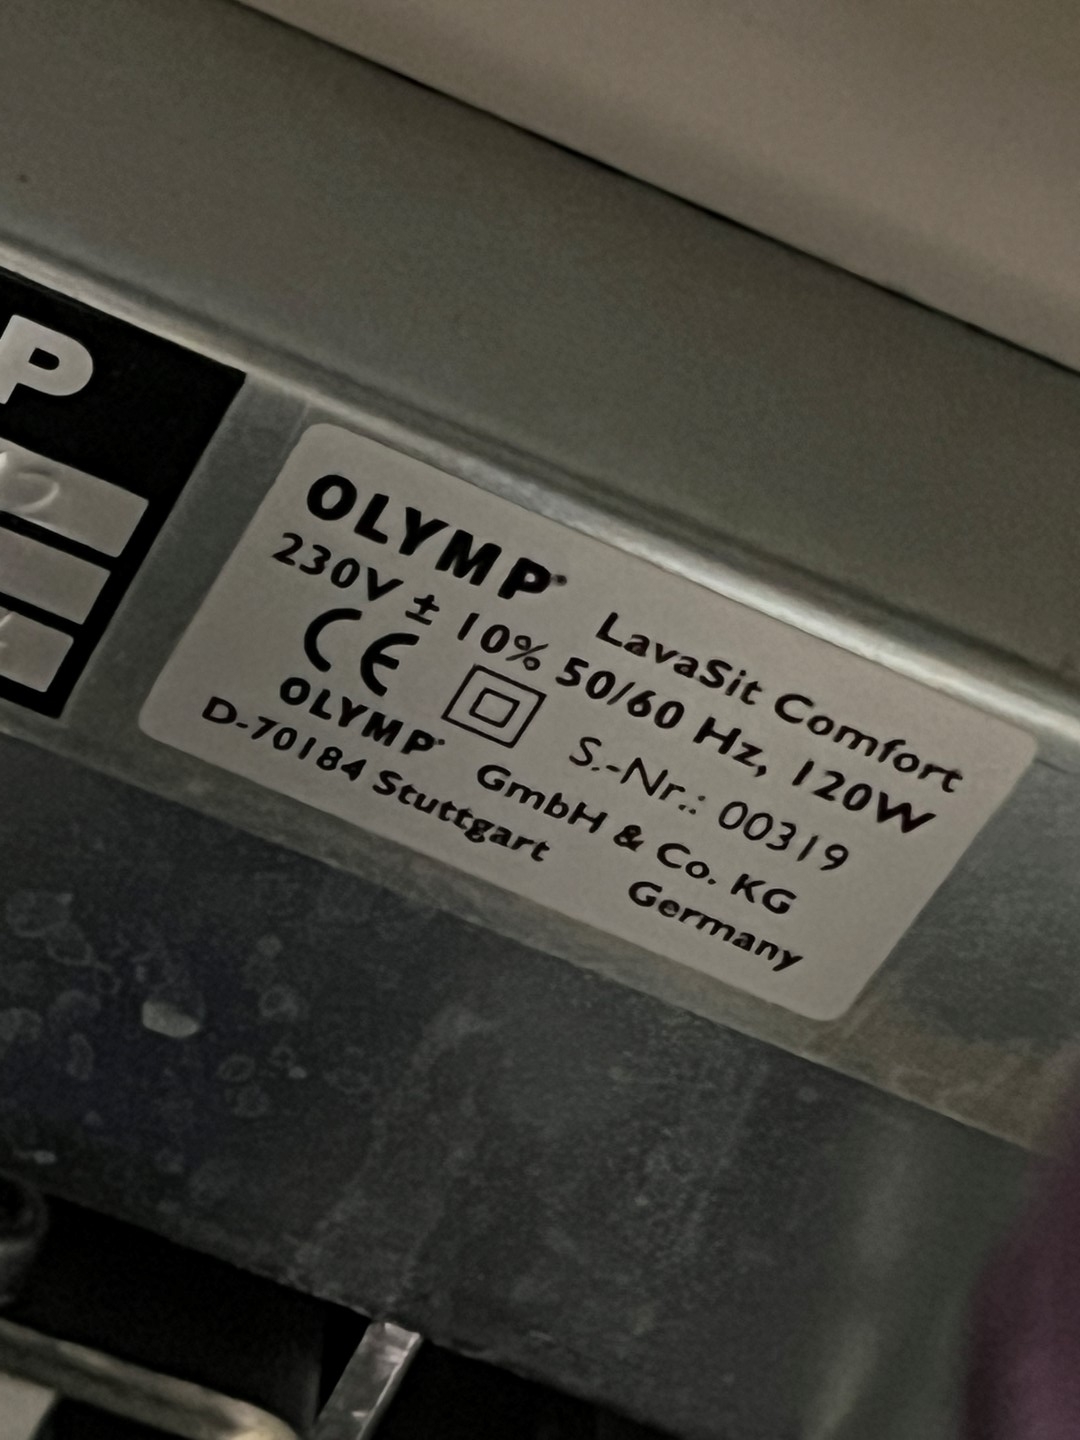 P
OLYMP® LavaSit Comfort
230V ± 10% 50/60 Hz, 120W
CE S.-Nr.: 00319
OLYMP® GmbH & Co. KG
D-70184 Stuttgart Germany